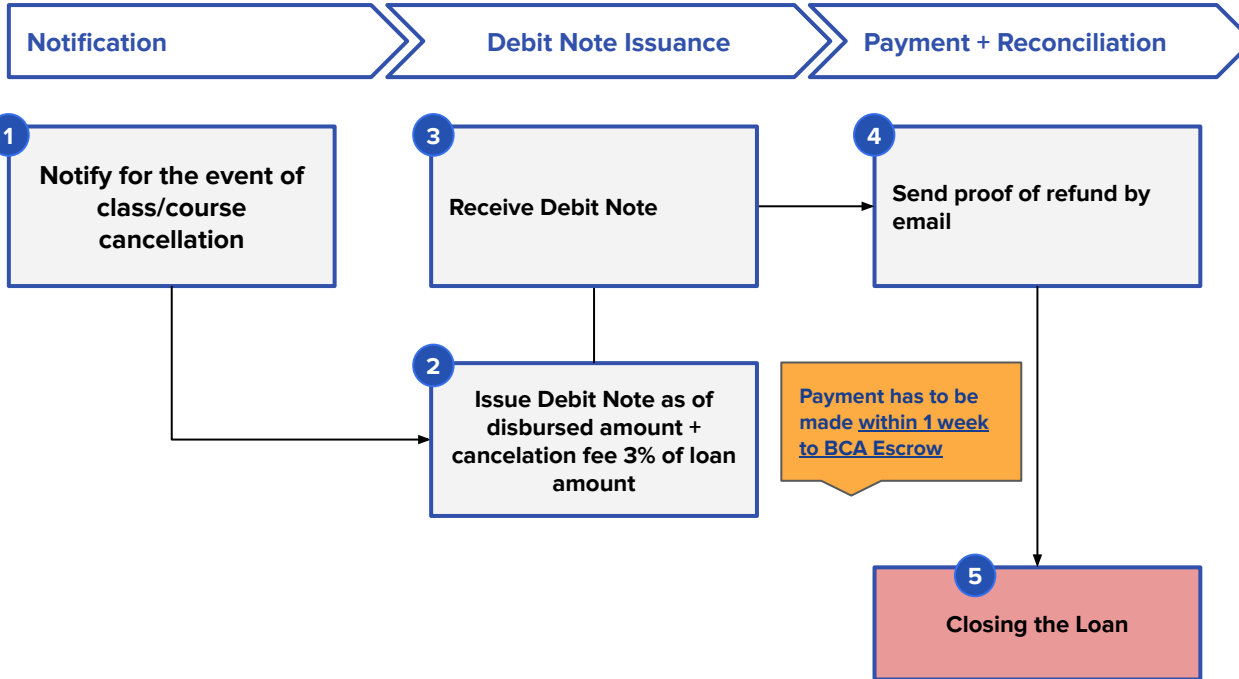 Notification
Debit Note Issuance
Payment + Reconciliation
1
Notify for the event of
class/course
cancellation
3
Receive Debit Note
4
Send proof of refund by
email
2
Issue Debit Note as of
disbursed amount +
cancelation fee 3% of loan
amount
Payment has to be
made within 1 week
to BCA Escrow
5
Closing the Loan